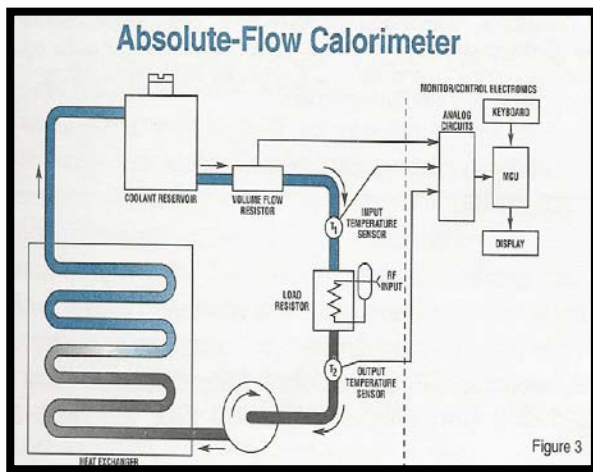 Absolute-Flow Calorimeter
MONITOR/CONTROL ELECTRONICS
ANALOG
CIRCUITS
KEYBOARD
MCU
DISPLAY
COOLANT RESERVOIR
VOLUME FLOW
RESISTOR
T1
INPUT
TEMPERATURE
SENSOR
LOAD
RESISTOR
RF
INPUT
T2
OUTPUT
TEMPERATURE
SENSOR
HEAT EXCHANGER
Figure 3